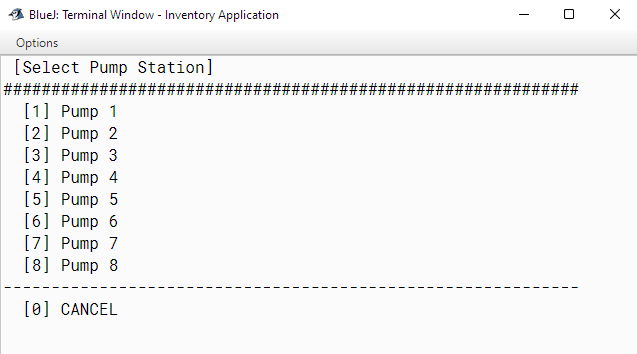 BlueJ: Terminal Window - Inventory Application
Options
[Select Pump Station]
############################################################
[1] Pump 1
[2] Pump 2
[3] Pump 3
[4] Pump 4
[5] Pump 5
[6] Pump 6
[7] Pump 7
[8] Pump 8
------------------------------------------------------------
[0] CANCEL